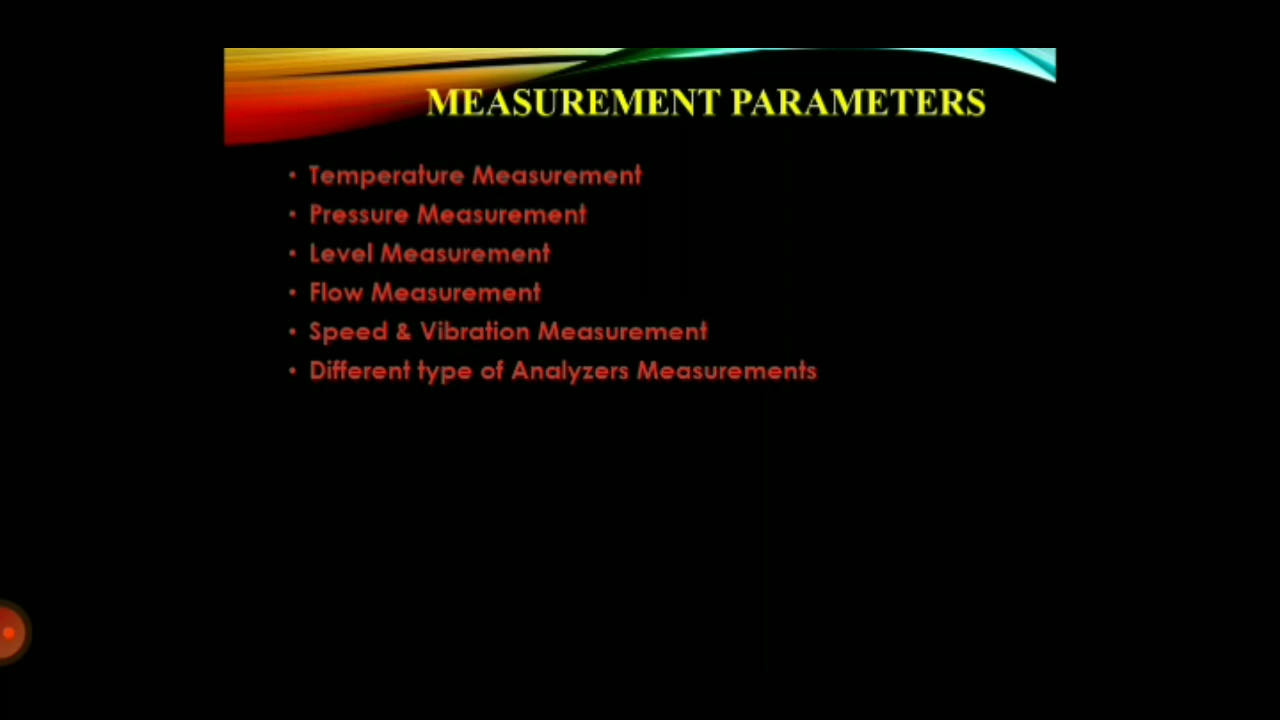 MEASUREMENT PARAMETERS
• Temperature Measurement
• Pressure Measurement
• Level Measurement
• Flow Measurement
• Speed & Vibration Measurement
• Different type of Analyzers Measurements